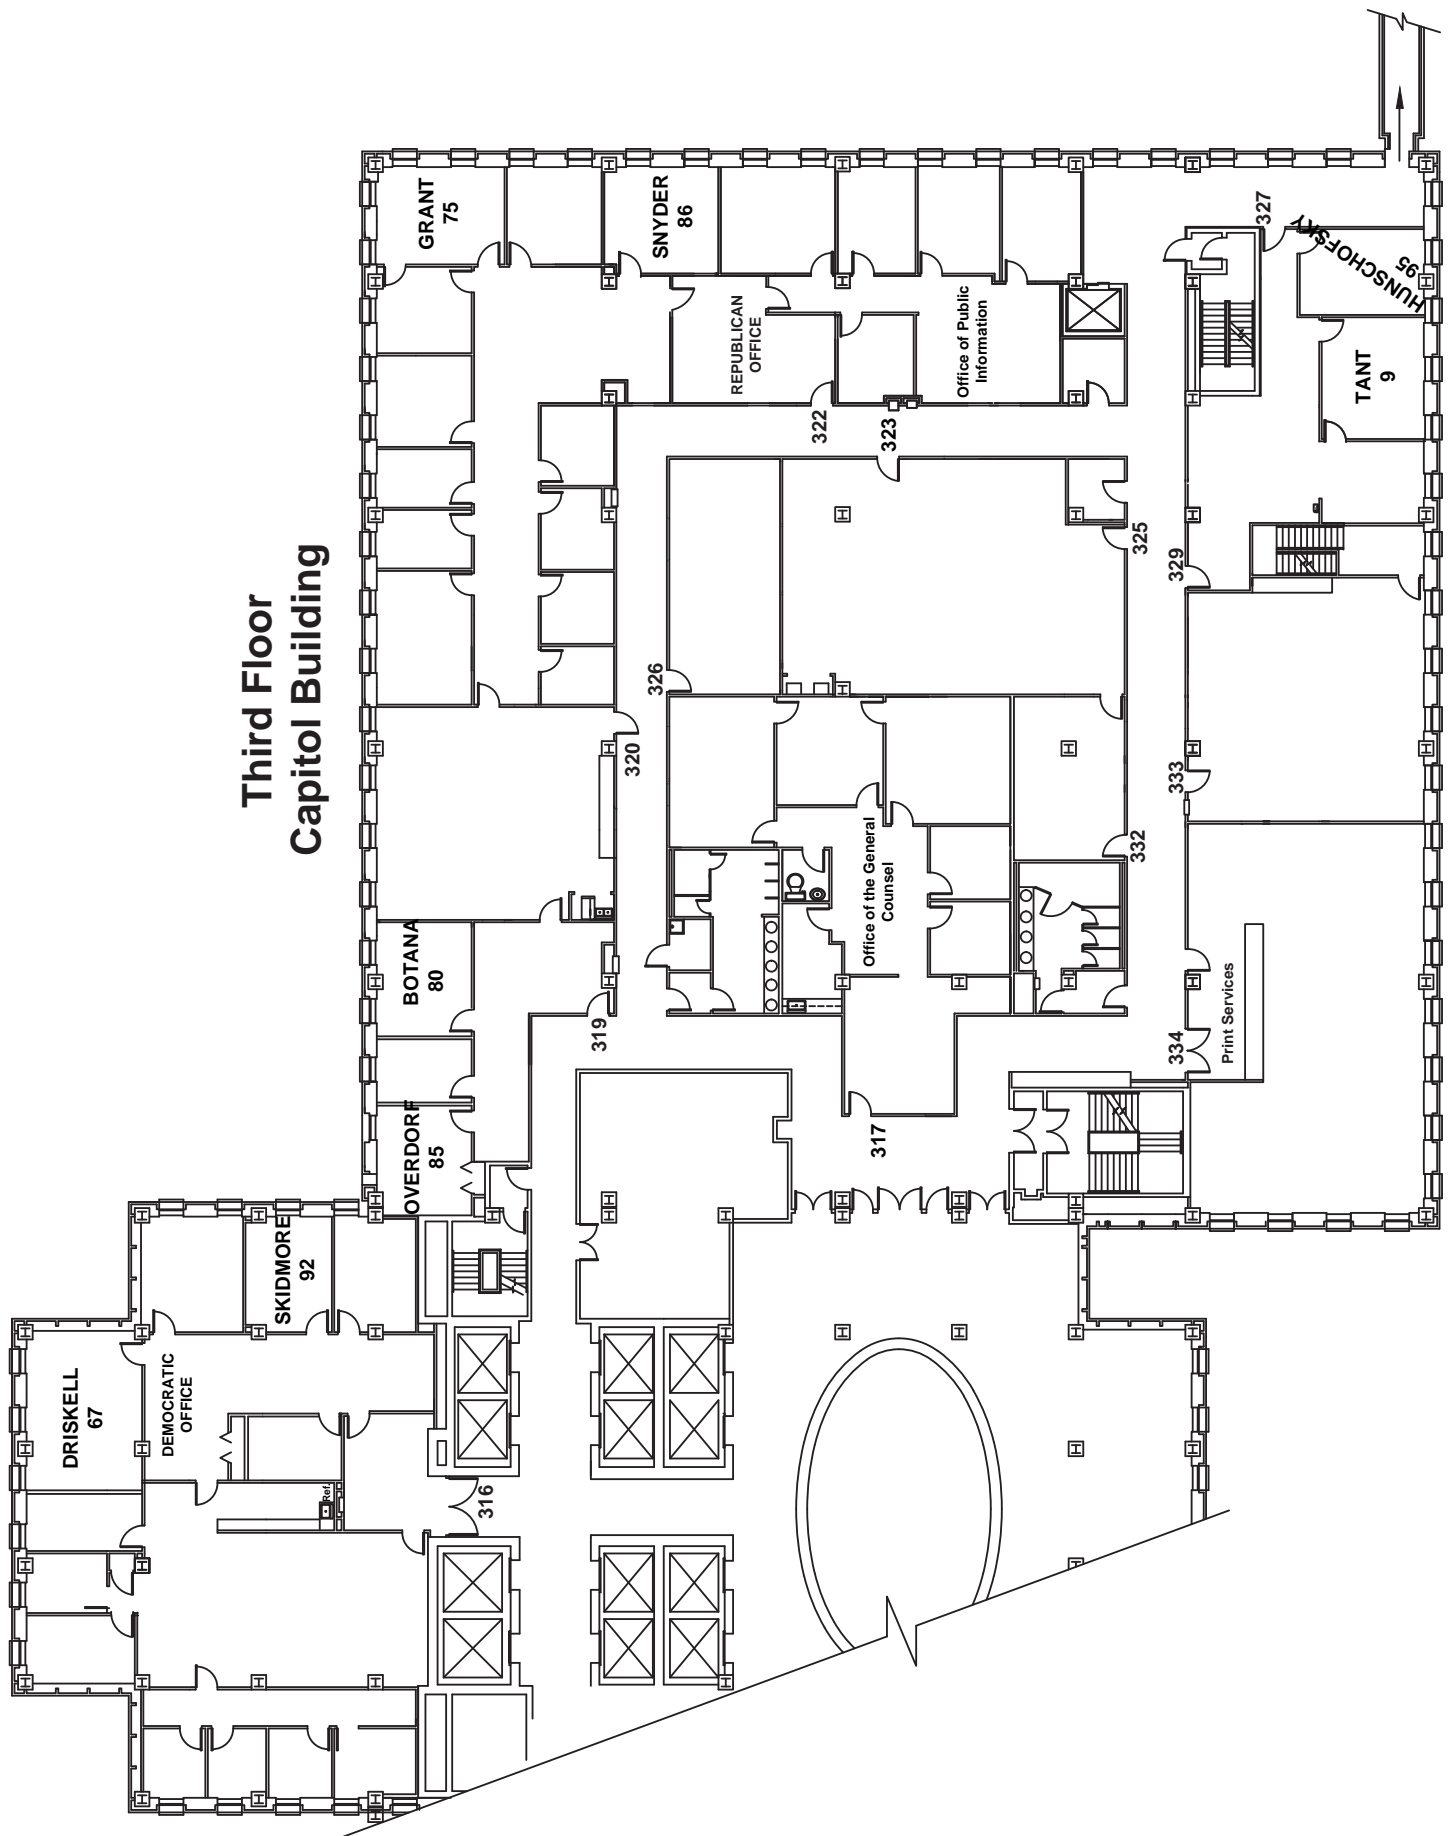 Third Floor
Capitol Building
GRANT
75
SNYDER
86
REPUBLICAN
OFFICE
Office of Public
Information
327
HUNSCHOFSKY
95
TANT
9
322
323
325
329
326
320
333
332
Office of the General
Counsel
BOTANA
80
319
334
Print Services
317
OVERDORF
85
SKIDMORE
92
DRISKELL
67
DEMOCRATIC
OFFICE
Ref.
316